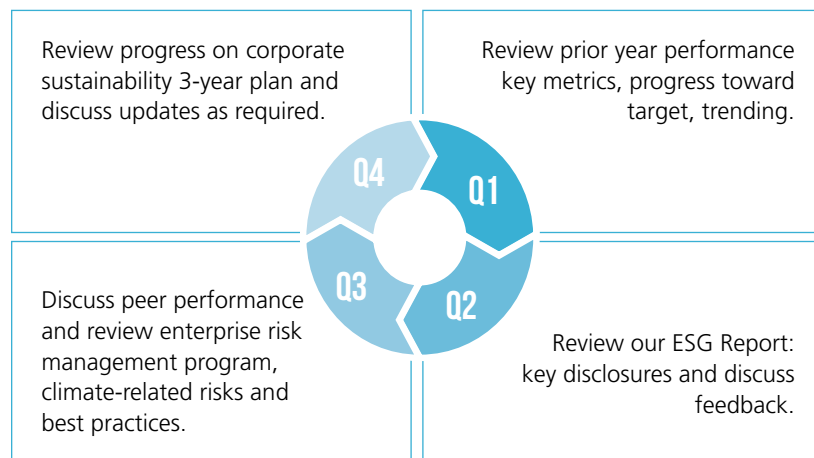 Review progress on corporate
sustainability 3-year plan and
discuss updates as required.
Review prior year performance
key metrics, progress toward
target, trending.
Q4
Q1
Q3
Q2
Discuss peer performance
and review enterprise risk
management program,
climate-related risks and
best practices.
Review our ESG Report:
key disclosures and discuss
feedback.